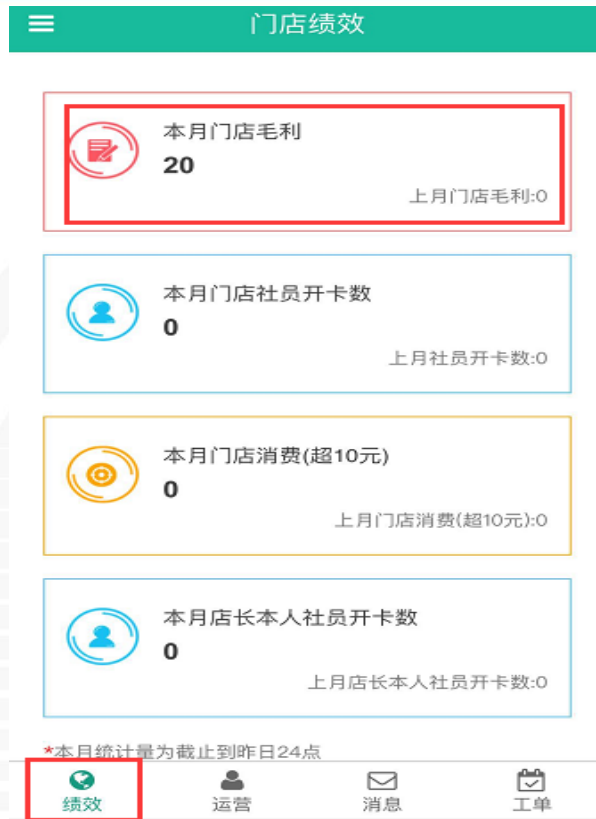 门店绩效
本月门店毛利
20
上月门店毛利:0
本月门店社员开卡数
0
上月社员开卡数:0
本月门店消费(超10元)
0
上月门店消费(超10元):0
本月店长本人社员开卡数
0
上月店长本人社员开卡数:0
*本月统计量为截止到昨日24点
绩效 运营 消息 工单